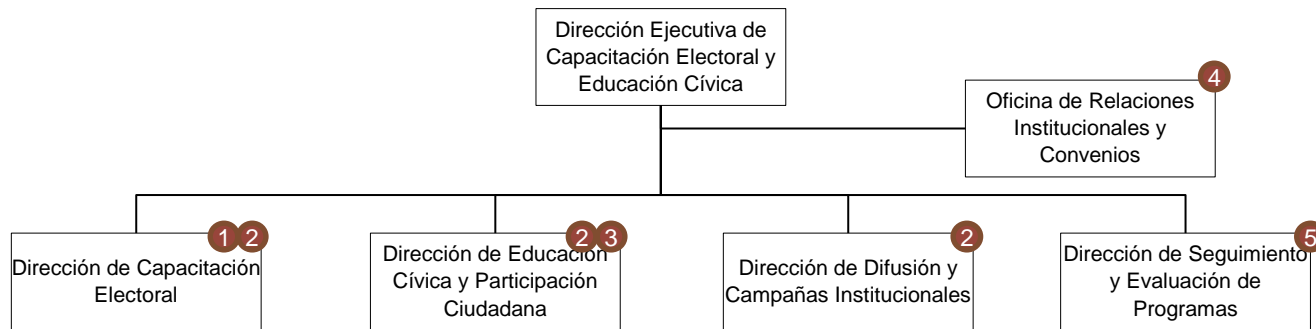 Dirección Ejecutiva de
Capacitación Electoral y
Educación Cívica
4
Oficina de Relaciones
Institucionales y
Convenios
1 2
Dirección de Capacitación
Electoral
2 3
Dirección de Educación
Cívica y Participación
Ciudadana
2
Dirección de Difusión y
Campañas Institucionales
5
Dirección de Seguimiento
y Evaluación de
Programas